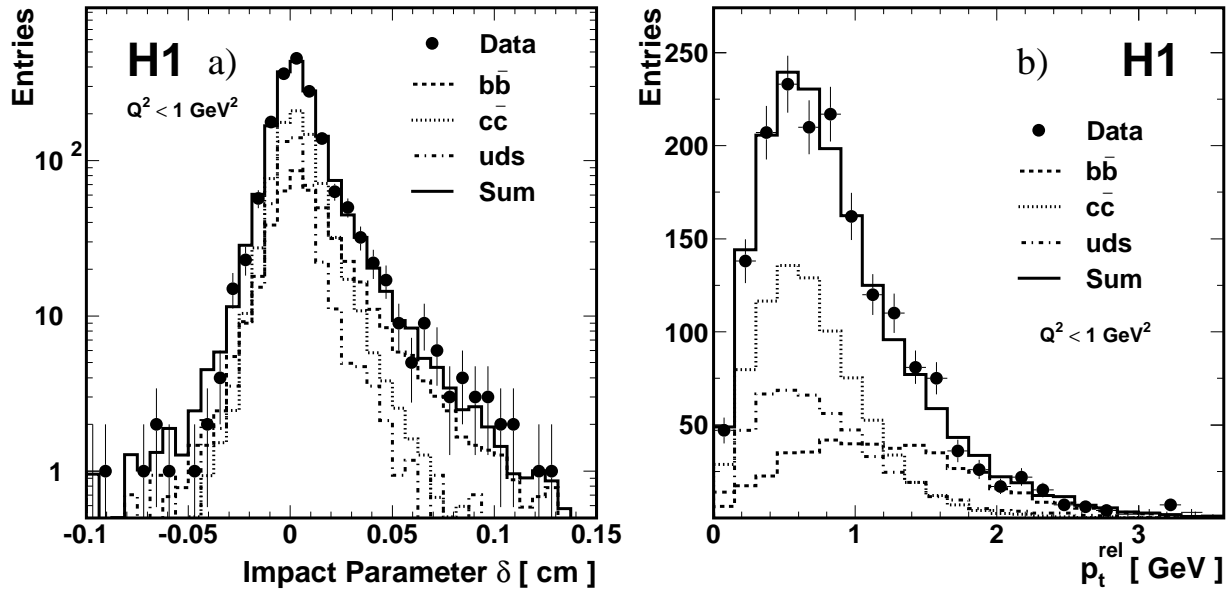 Entries
H1 a)
Q² < 1 GeV²
Data
bb̄
cc̄
uds
Sum
10²
10
1
-0.1 -0.05 0 0.05 0.1 0.15
Impact Parameter δ [ cm ]
Entries
b) H1
Data
bb̄
cc̄
uds
Sum
Q² < 1 GeV²
250
200
150
100
50
0 1 2 3
p_t^rel [ GeV ]